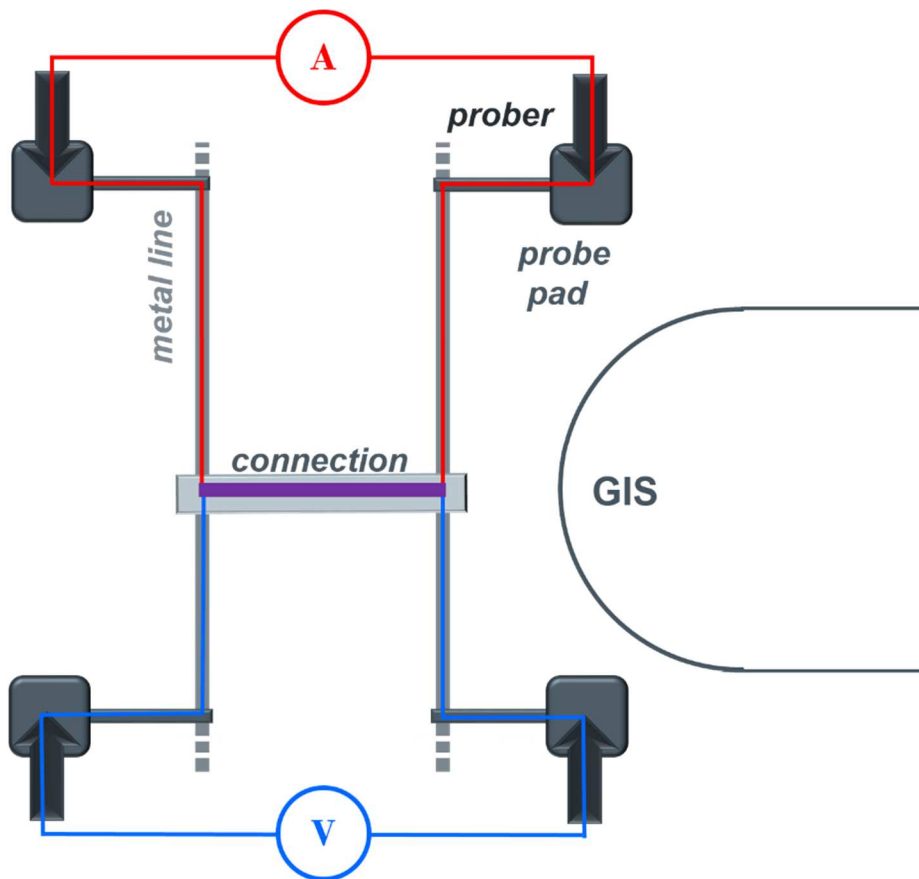 A
prober
metal line
probe
pad
connection
GIS
V